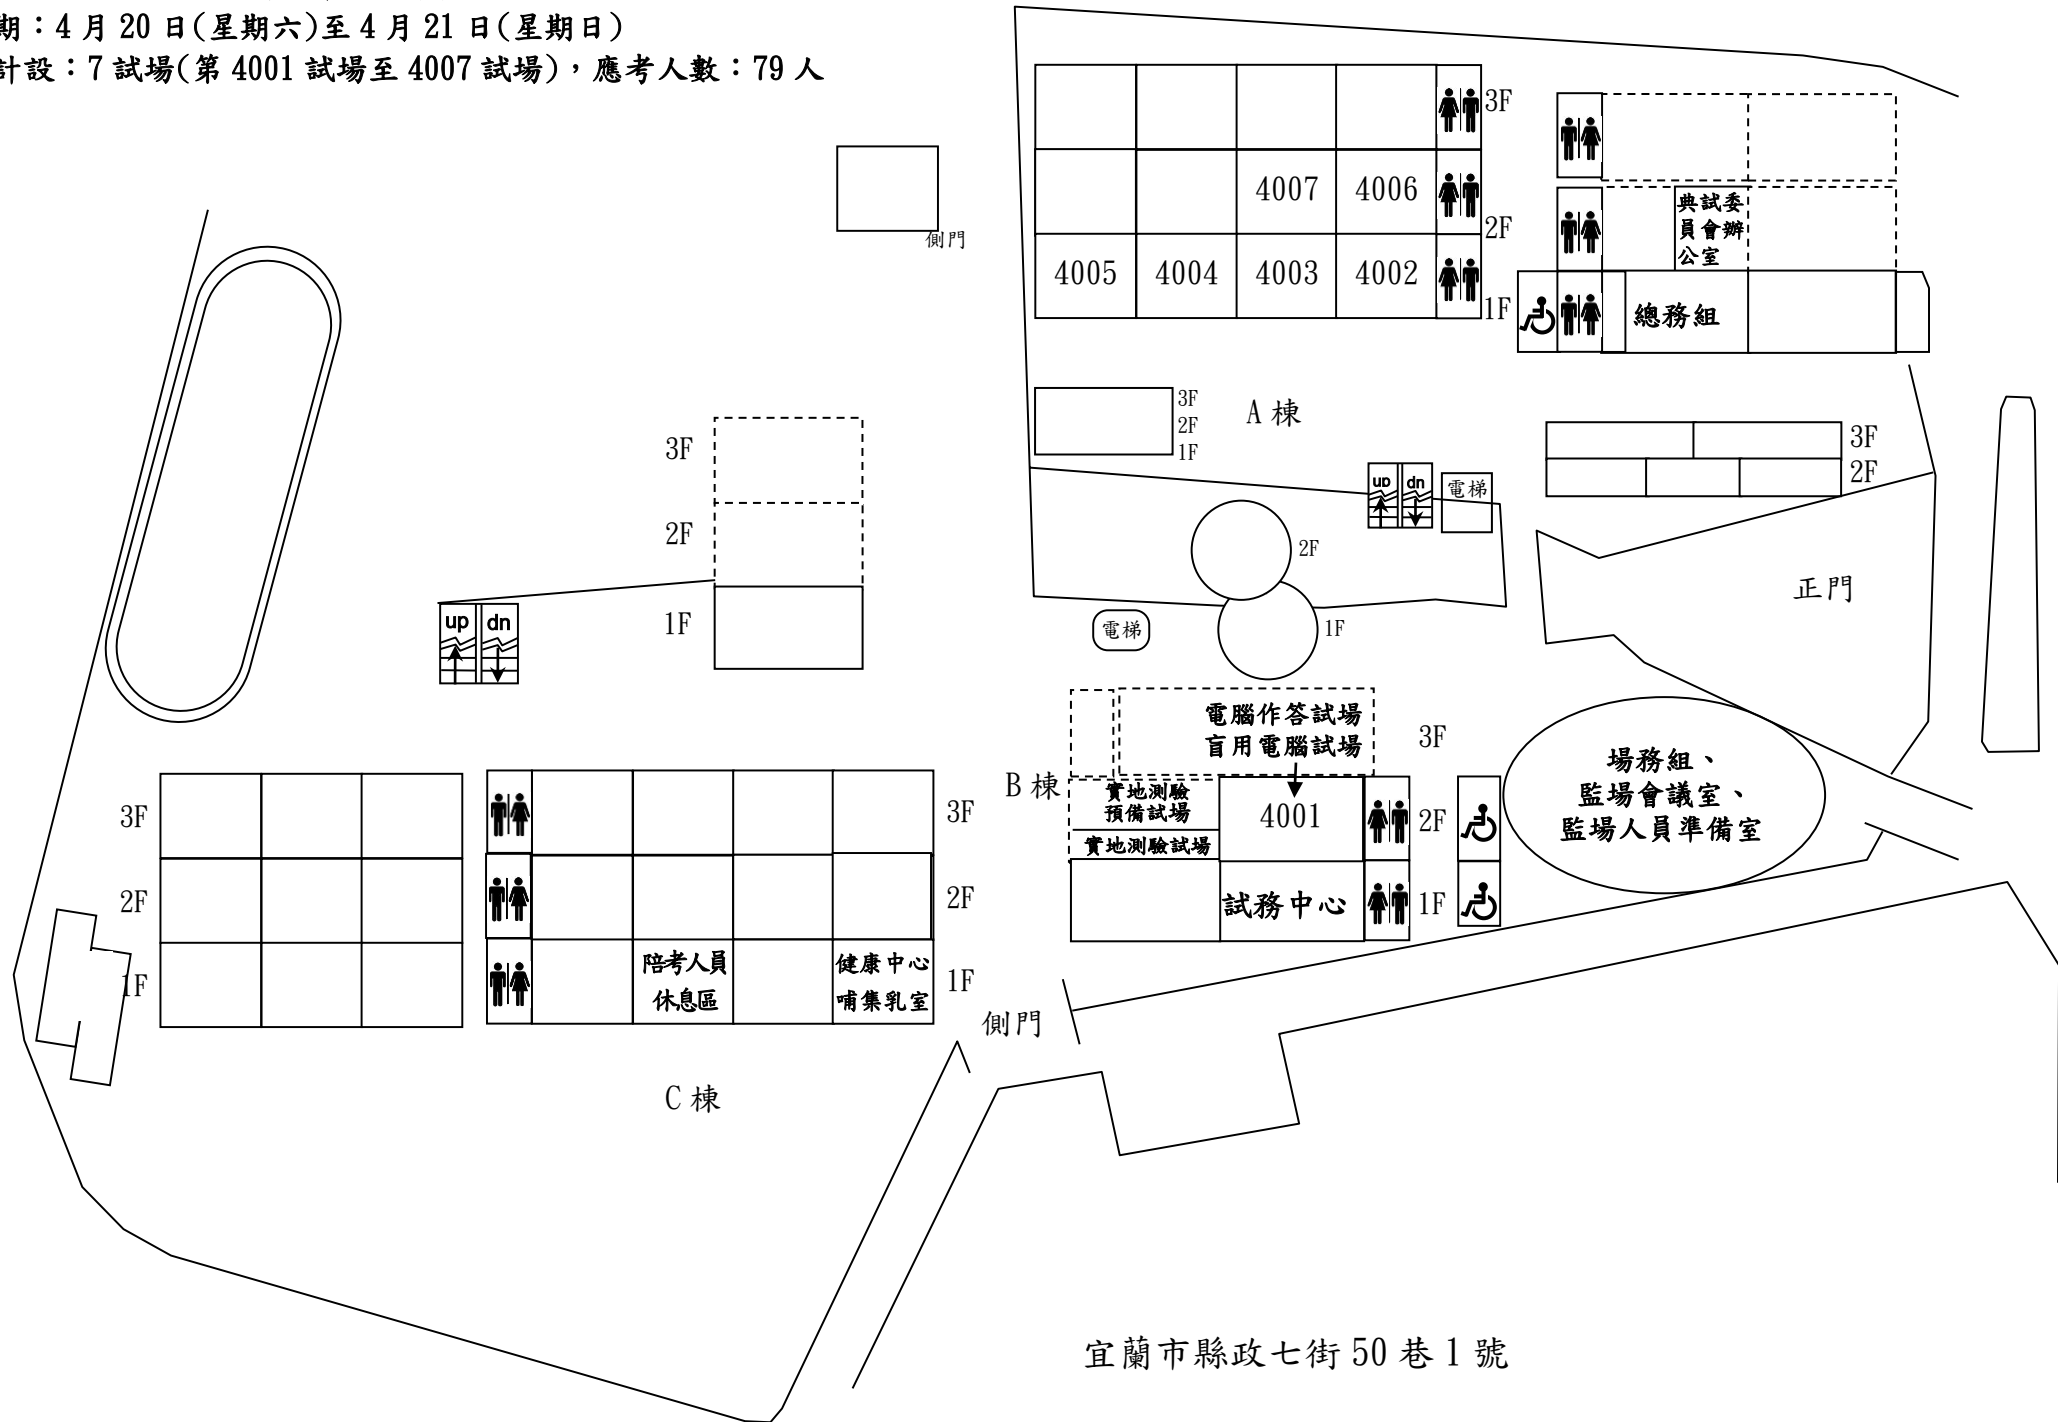 期：4月20日(星期六)至4月21日(星期日)
計設：7試場(第4001試場至4007試場)，應考人數：79人
3F
4007
4006
2F
典試委
員會辦
公室
側門
4005
4004
4003
4002
1F
總務組
3F
2F
1F
A棟
3F
2F
3F
up
dn
電梯
2F
2F
正門
1F
up
dn
電梯
1F
電腦作答試場
盲用電腦試場
3F
B棟
場務組、
監場會議室、
監場人員準備室
實地測驗
預備試場
4001
2F
實地測驗試場
3F
3F
2F
2F
試務中心
1F
1F
陪考人員
休息區
健康中心
哺集乳室
1F
側門
C棟
宜蘭市縣政七街50巷1號